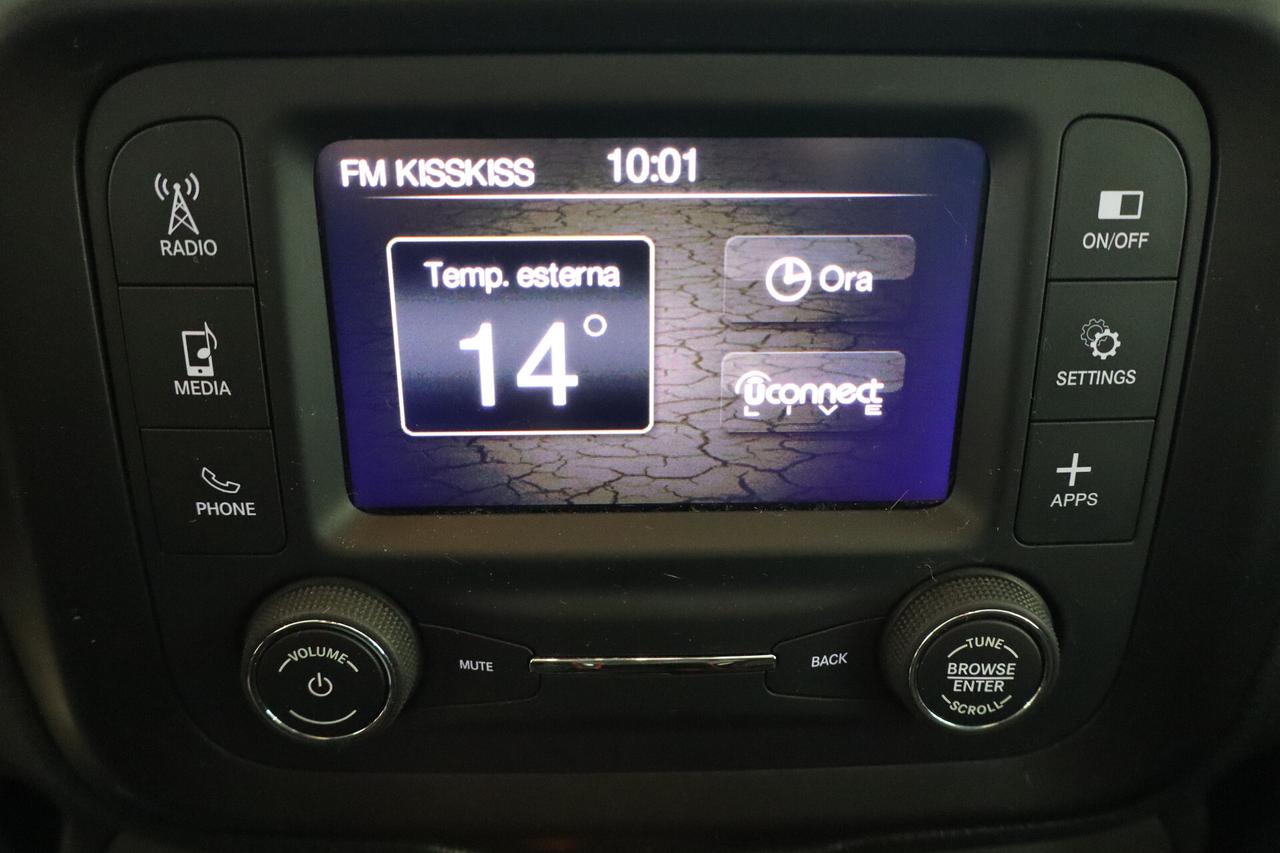 FM KISSKISS 10:01
Temp. esterna
14°
Ora
uconnect
LIVE
RADIO
MEDIA
PHONE
ON/OFF
SETTINGS
APPS
VOLUME
MUTE
BACK
TUNE
BROWSE
ENTER
SCROLL